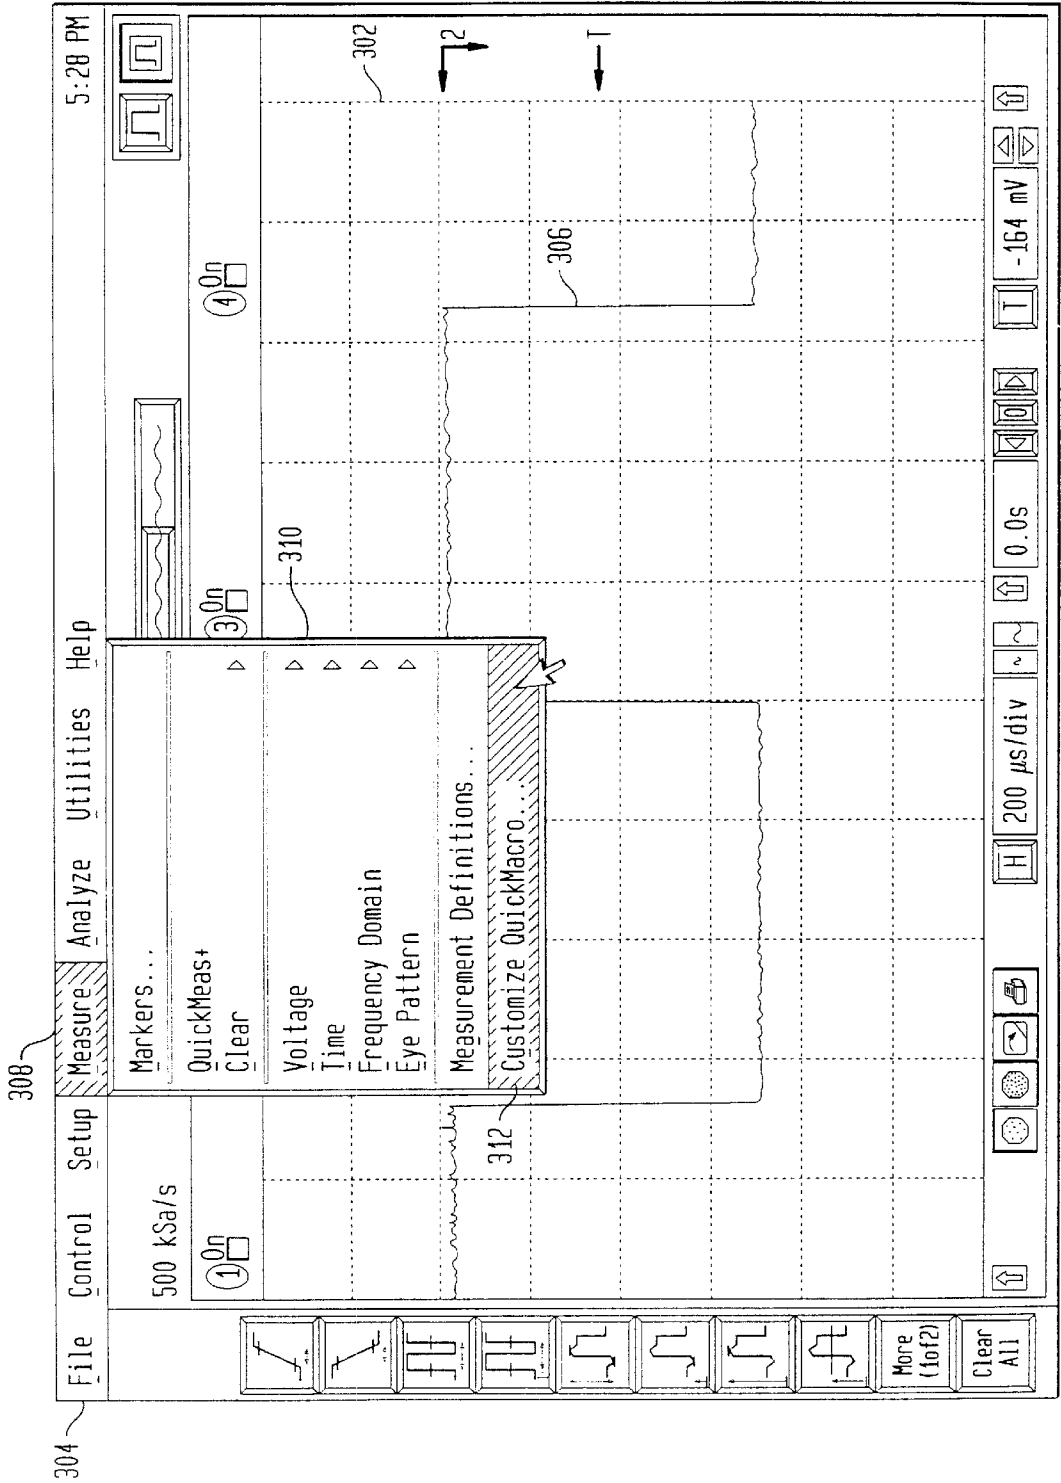 308
304
File Control Setup Measure Analyze Utilities Help 5:28 PM
500 kSa/s
1 On
3 On
4 On
Markers...
QuickMeas+
Clear
Voltage
Time
Frequency Domain
Eye Pattern
Measurement Definitions...
Customize QuickMacro...
310
312
302
2
306
T
More
(1of2)
Clear
All
H 200 µs/div
0.0s
0
T -164 mV